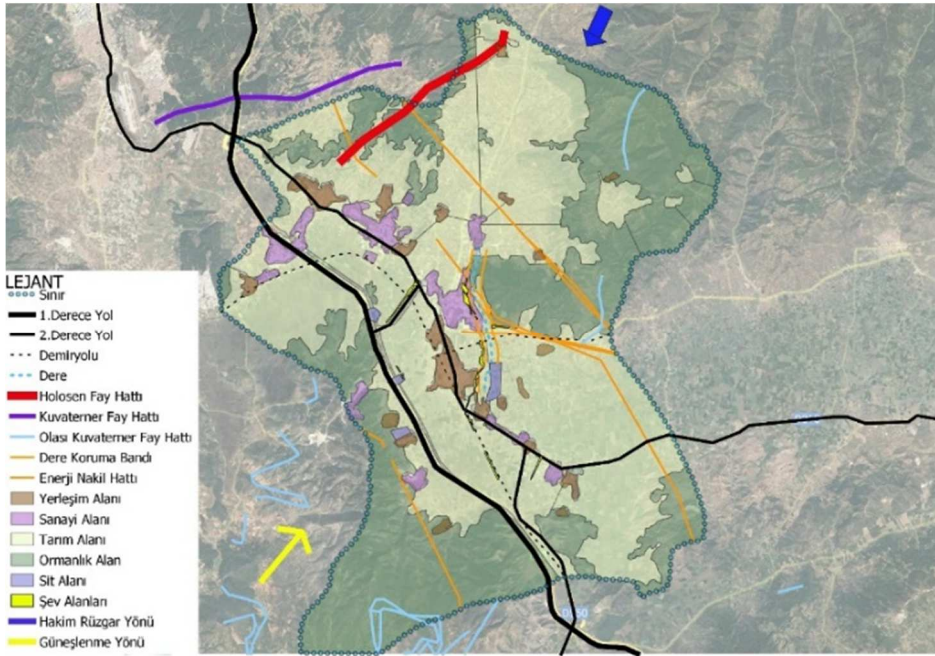 LEJANT
Sınır
1.Derece Yol
2.Derece Yol
Demiryolu
Dere
Holosen Fay Hattı
Kuvaterner Fay Hattı
Olası Kuvaterner Fay Hattı
Dere Koruma Bandı
Enerji Nakil Hattı
Yerleşim Alanı
Sanayi Alanı
Tarım Alanı
Ormanlık Alan
Sit Alanı
Şev Alanları
Hakim Rüzgar Yönü
Güneşlenme Yönü